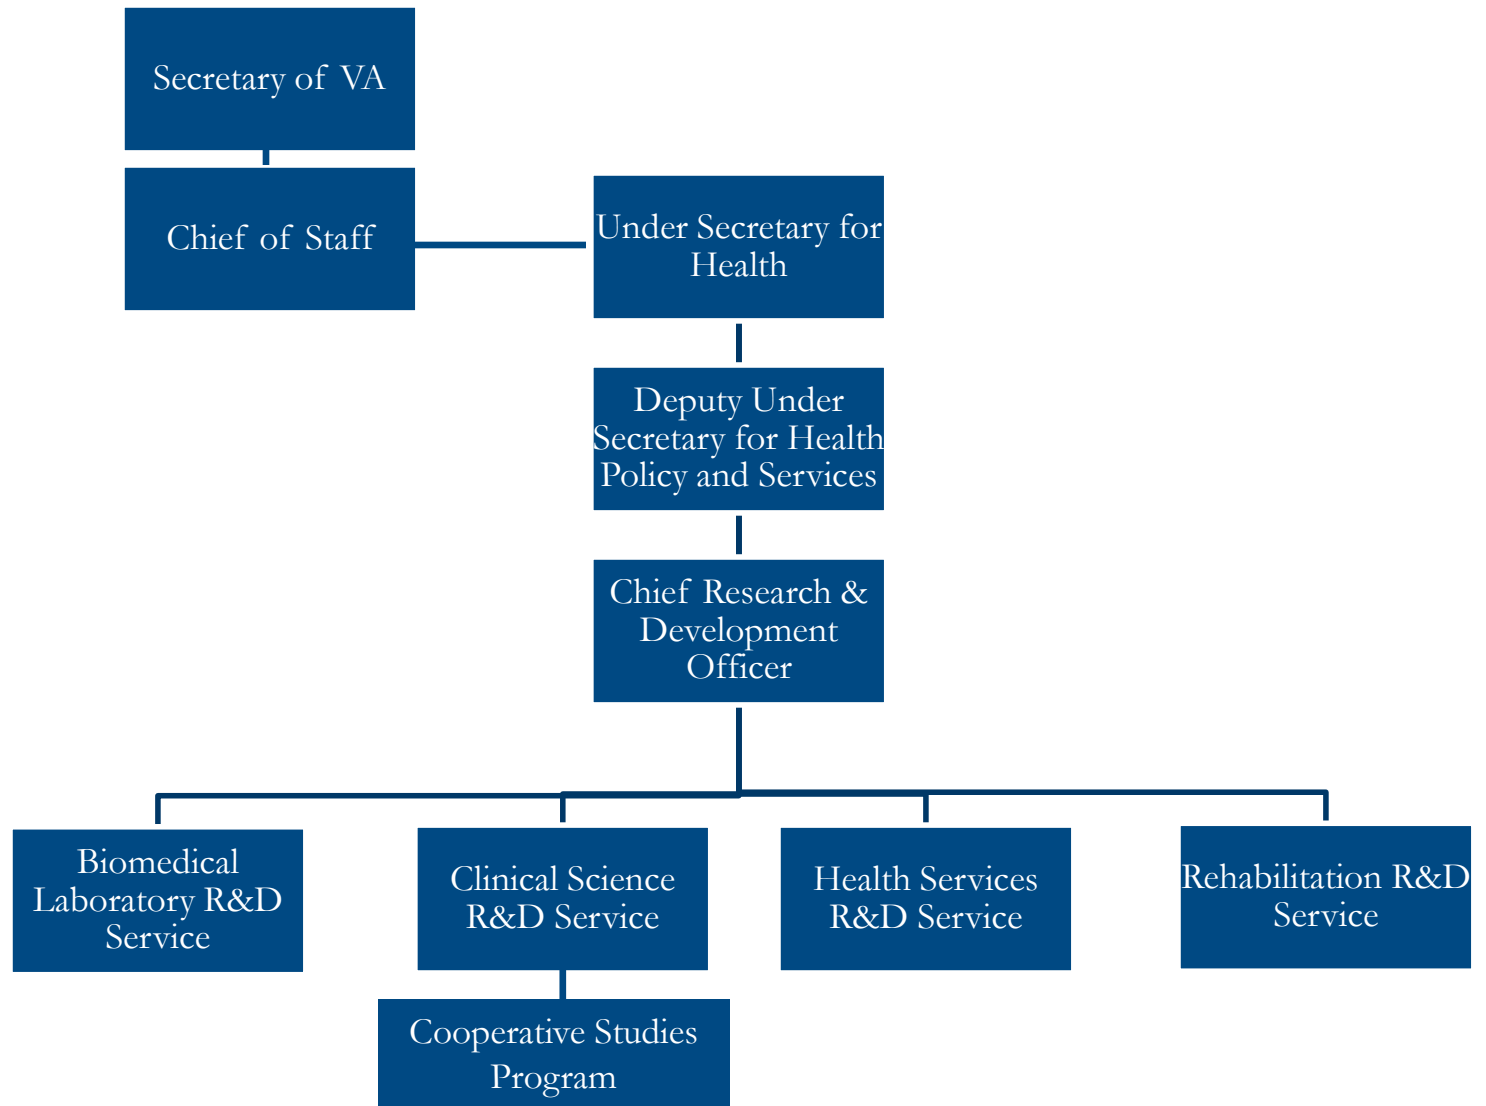 Secretary of VA
Chief of Staff
Under Secretary for
Health
Deputy Under
Secretary for Health
Policy and Services
Chief Research &
Development
Officer
Biomedical
Laboratory R&D
Service
Clinical Science
R&D Service
Health Services
R&D Service
Rehabilitation R&D
Service
Cooperative Studies
Program